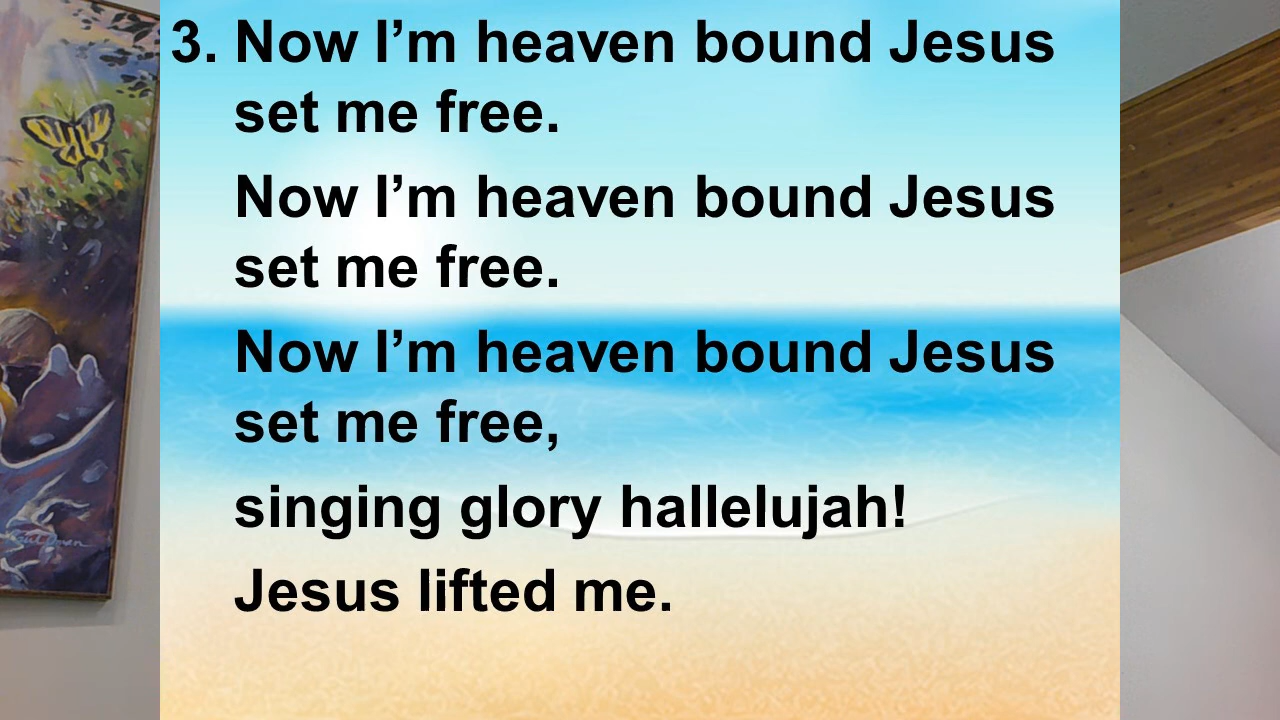 3. Now I’m heaven bound Jesus
set me free.
Now I’m heaven bound Jesus
set me free.
Now I’m heaven bound Jesus
set me free,
singing glory hallelujah!
Jesus lifted me.